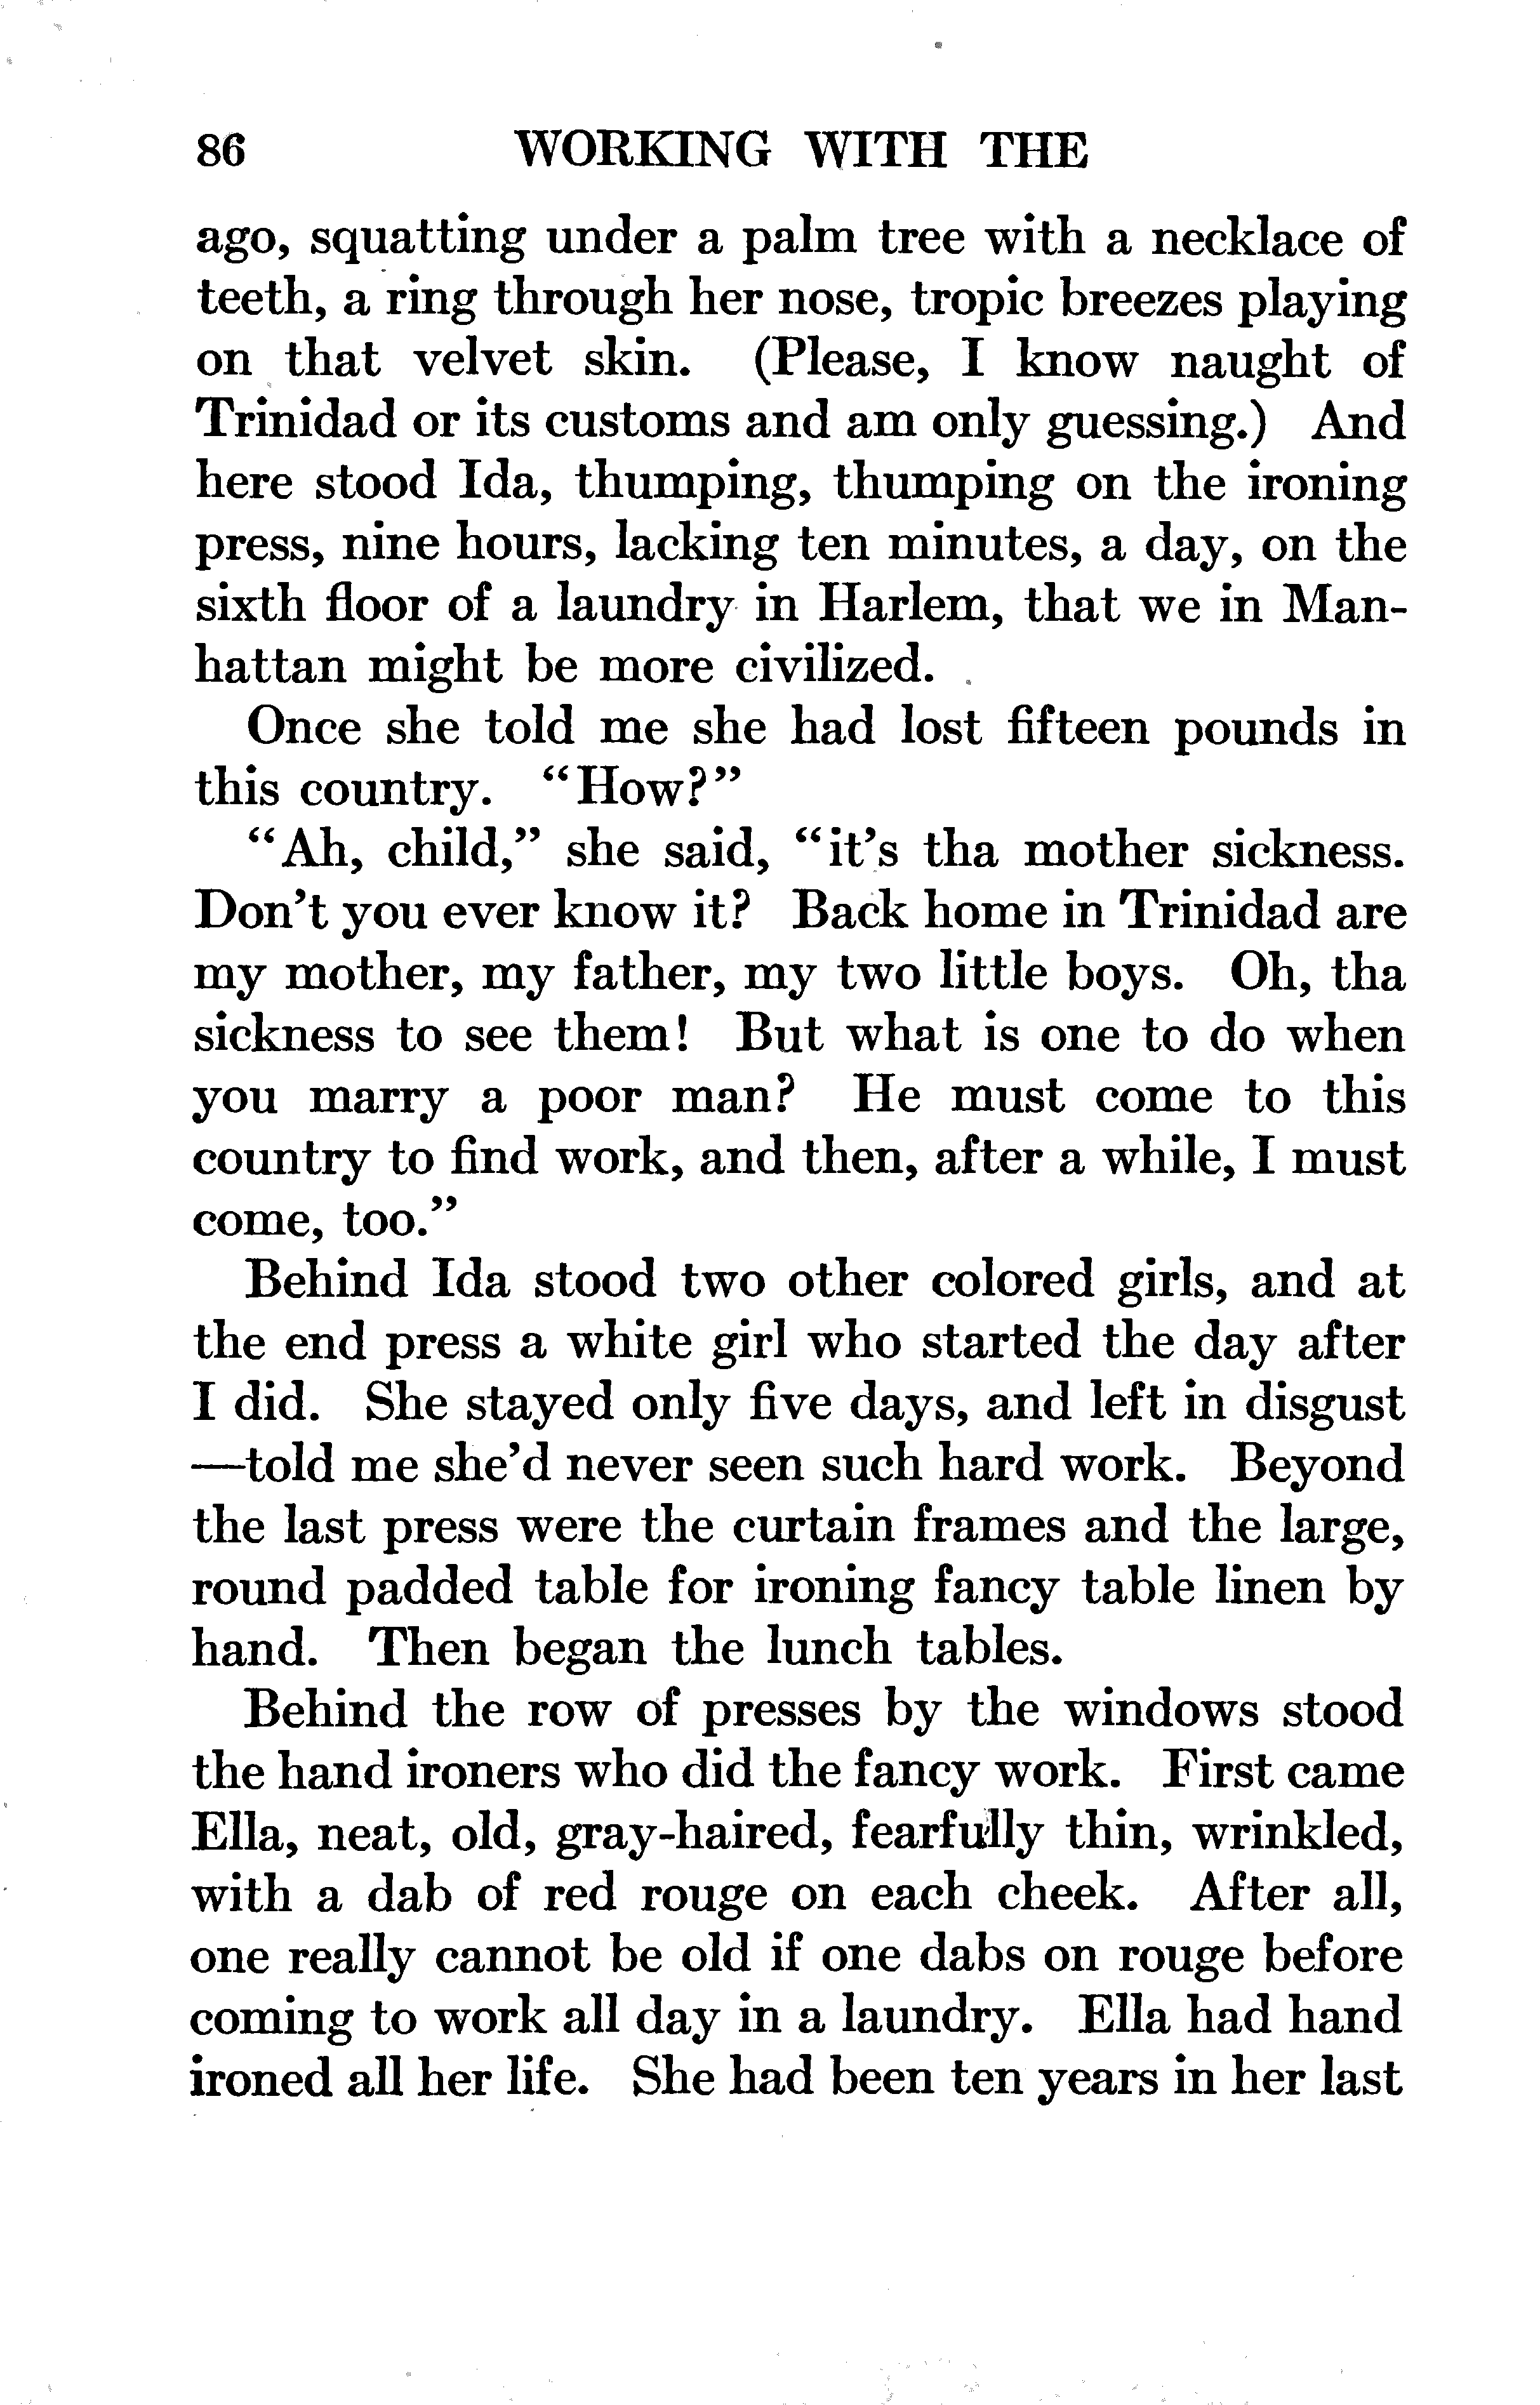 86 WORKING WITH THE
ago, squatting under a palm tree with a necklace of
teeth, a ring through her nose, tropic breezes playing
on that velvet skin. (Please, I know naught of
Trinidad or its customs and am only guessing.) And
here stood Ida, thumping, thumping on the ironing
press, nine hours, lacking ten minutes, a day, on the
sixth floor of a laundry in Harlem, that we in Man-
hattan might be more civilized.
Once she told me she had lost fifteen pounds in
this country. "How?"
"Ah, child," she said, "it's tha mother sickness.
Don't you ever know it? Back home in Trinidad are
my mother, my father, my two little boys. Oh, tha
sickness to see them! But what is one to do when
you marry a poor man? He must come to this
country to find work, and then, after a while, I must
come, too."
Behind Ida stood two other colored girls, and at
the end press a white girl who started the day after
I did. She stayed only five days, and left in disgust
—told me she'd never seen such hard work. Beyond
the last press were the curtain frames and the large,
round padded table for ironing fancy table linen by
hand. Then began the lunch tables.
Behind the row of presses by the windows stood
the hand ironers who did the fancy work. First came
Ella, neat, old, gray-haired, fearfully thin, wrinkled,
with a dab of red rouge on each cheek. After all,
one really cannot be old if one dabs on rouge before
coming to work all day in a laundry. Ella had hand
ironed all her life. She had been ten years in her last